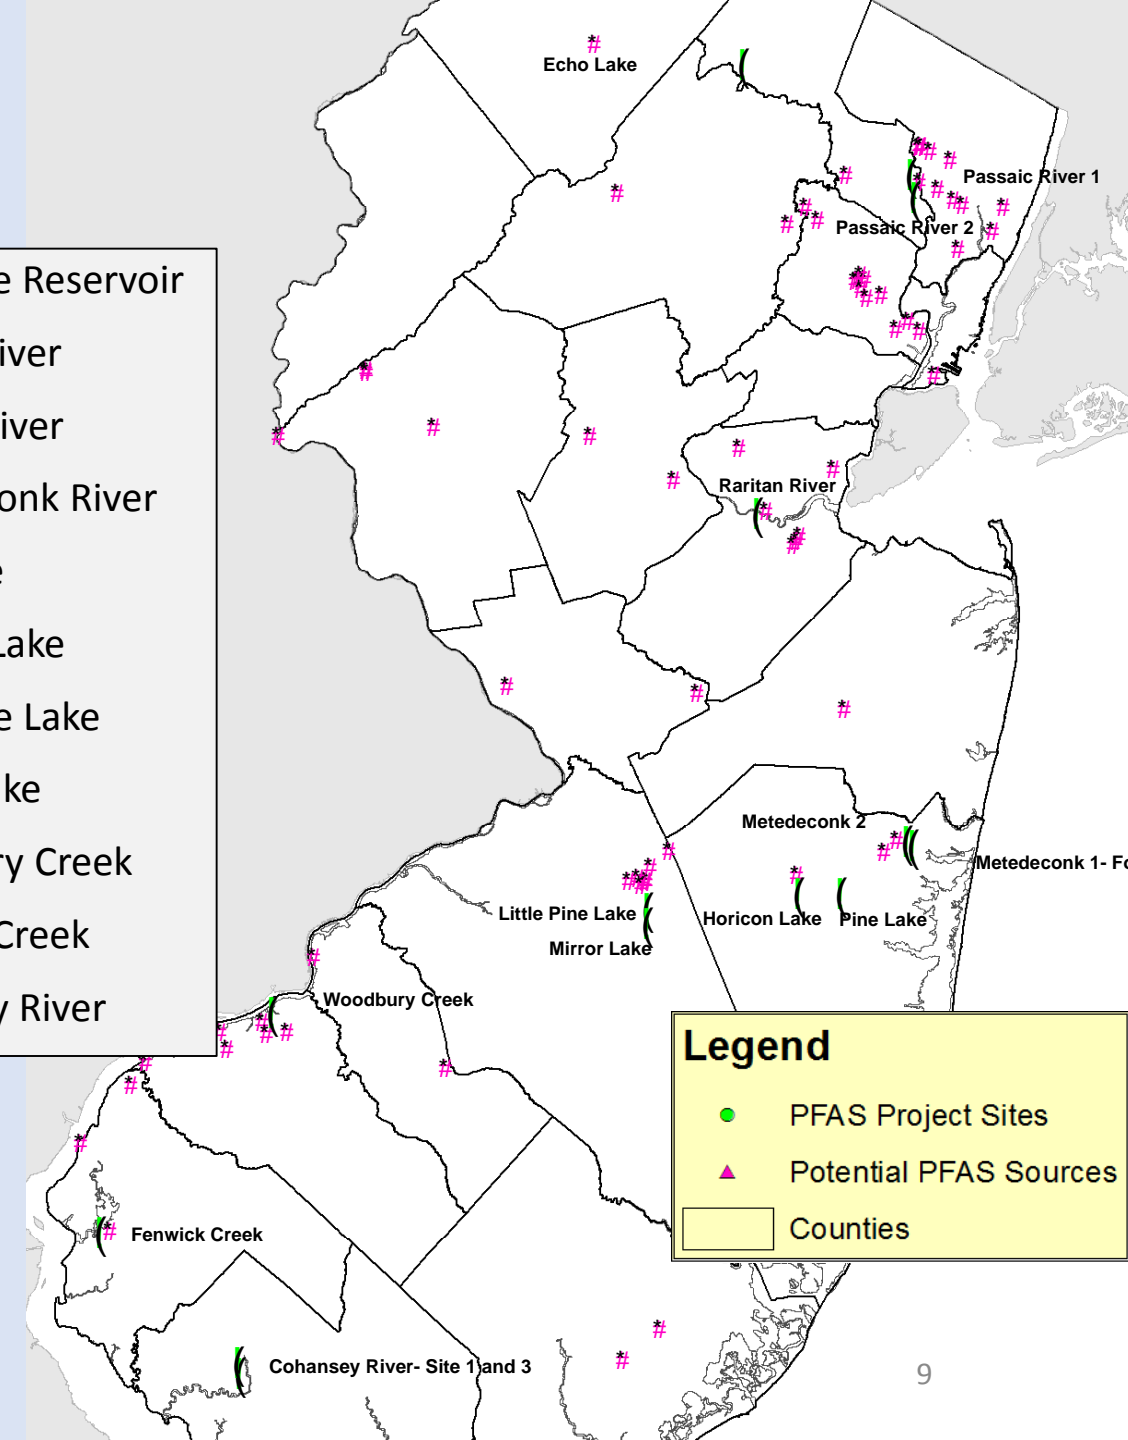 Echo Lake
Passaic River 1
Passaic River 2
e Reservoir
iver
iver
onk River
e
Lake
e Lake
ke
ry Creek
Creek
y River
Raritan River
Metedeconk 2
Metedeconk 1- Fo
Little Pine Lake
Horicon Lake
Pine Lake
Mirror Lake
Woodbury Creek
Legend
PFAS Project Sites
Potential PFAS Sources
Counties
Fenwick Creek
Cohansey River- Site 1 and 3
9